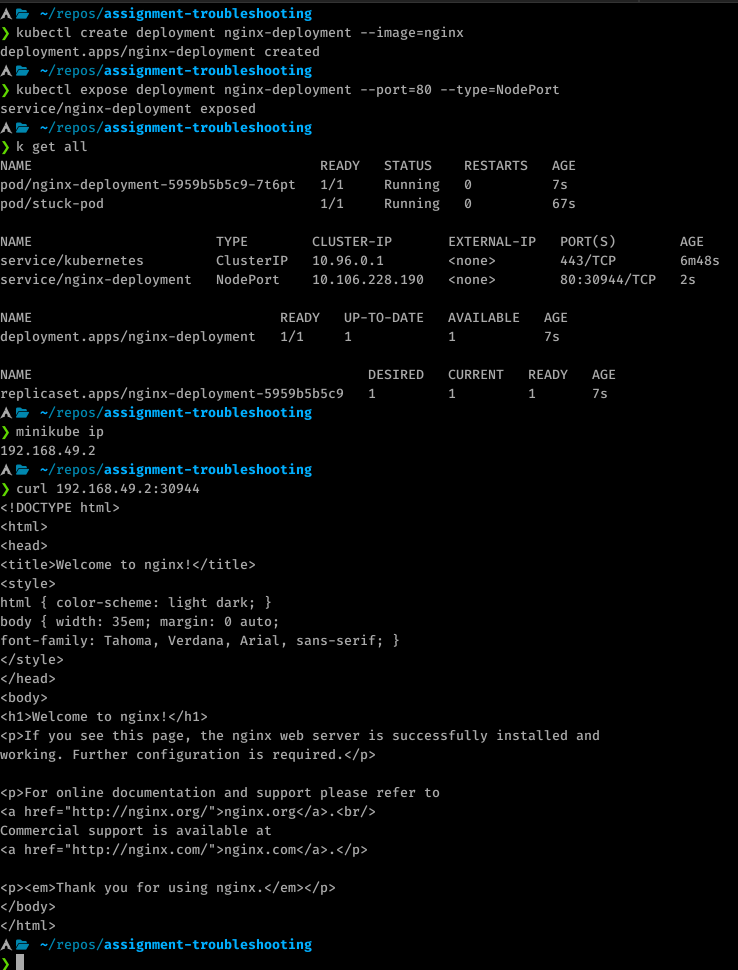 ~/repos/assignment-troubleshooting
❯ kubectl create deployment nginx-deployment --image=nginx
deployment.apps/nginx-deployment created
~/repos/assignment-troubleshooting
❯ kubectl expose deployment nginx-deployment --port=80 --type=NodePort
service/nginx-deployment exposed
~/repos/assignment-troubleshooting
❯ k get all
NAME                                    READY   STATUS    RESTARTS   AGE
pod/nginx-deployment-5959b5b5c9-7t6pt   1/1     Running   0          7s
pod/stuck-pod                           1/1     Running   0          67s

NAME                       TYPE        CLUSTER-IP       EXTERNAL-IP   PORT(S)        AGE
service/kubernetes         ClusterIP   10.96.0.1        <none>        443/TCP        6m48s
service/nginx-deployment   NodePort    10.106.228.190   <none>        80:30944/TCP   2s

NAME                               READY   UP-TO-DATE   AVAILABLE   AGE
deployment.apps/nginx-deployment   1/1     1            1           7s

NAME                                          DESIRED   CURRENT   READY   AGE
replicaset.apps/nginx-deployment-5959b5b5c9   1         1         1       7s
~/repos/assignment-troubleshooting
❯ minikube ip
192.168.49.2
~/repos/assignment-troubleshooting
❯ curl 192.168.49.2:30944
<!DOCTYPE html>
<html>
<head>
<title>Welcome to nginx!</title>
<style>
html { color-scheme: light dark; }
body { width: 35em; margin: 0 auto;
font-family: Tahoma, Verdana, Arial, sans-serif; }
</style>
</head>
<body>
<h1>Welcome to nginx!</h1>
<p>If you see this page, the nginx web server is successfully installed and
working. Further configuration is required.</p>

<p>For online documentation and support please refer to
<a href="http://nginx.org/">nginx.org</a>.<br/>
Commercial support is available at
<a href="http://nginx.com/">nginx.com</a>.</p>

<p><em>Thank you for using nginx.</em></p>
</body>
</html>
~/repos/assignment-troubleshooting
❯